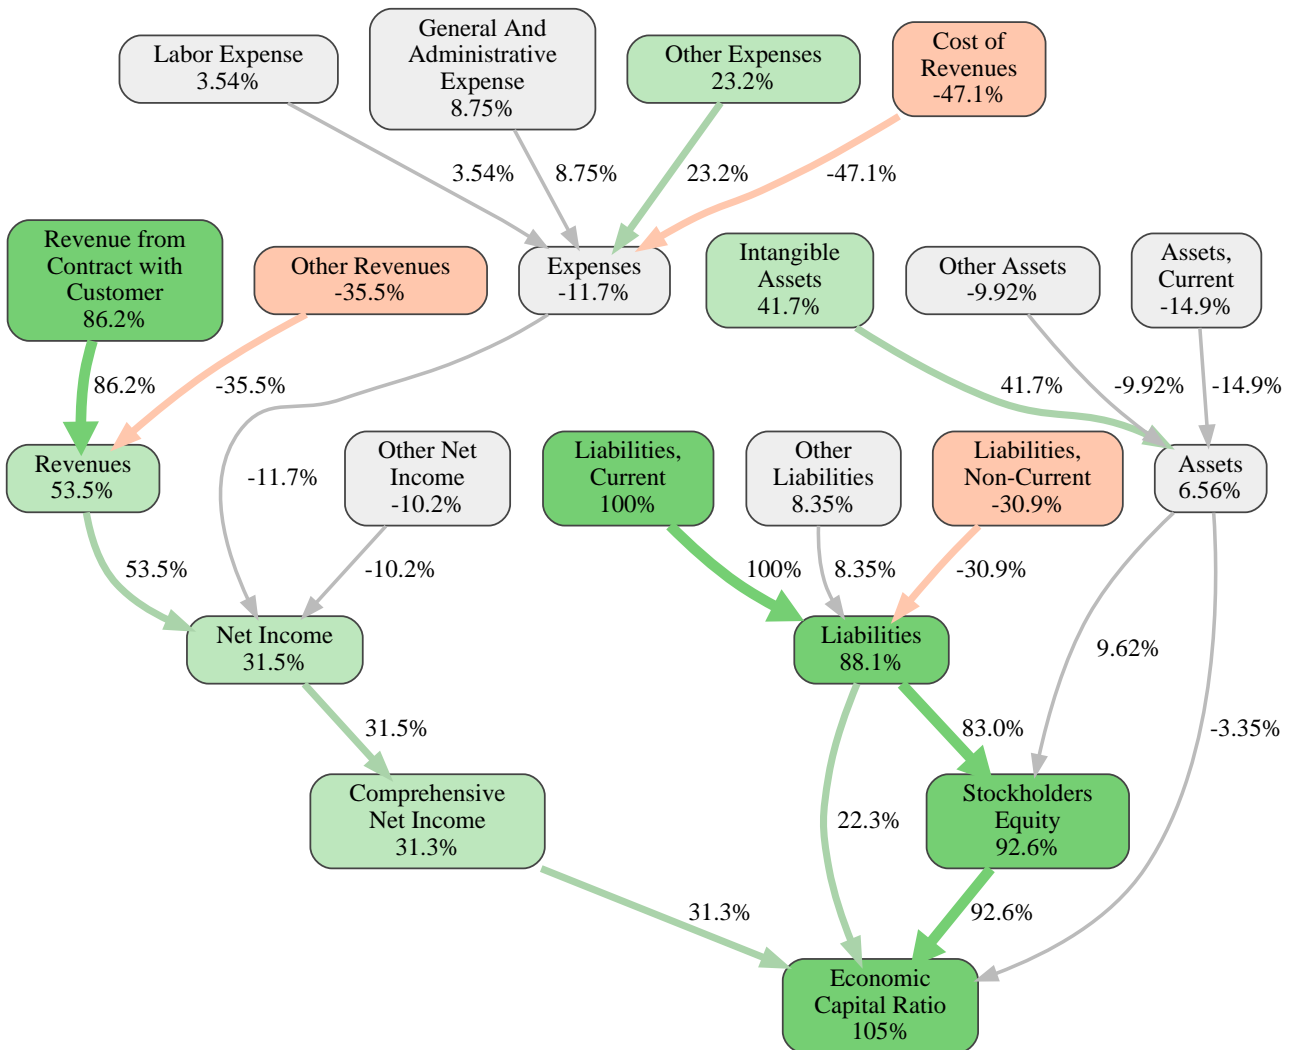 Labor Expense
3.54%
General And
Administrative
Expense
8.75%
Other Expenses
23.2%
Cost of
Revenues
-47.1%
3.54%
8.75%
23.2%
-47.1%
Revenue from
Contract with
Customer
86.2%
Other Revenues
-35.5%
Expenses
-11.7%
Intangible
Assets
41.7%
Other Assets
-9.92%
Assets,
Current
-14.9%
86.2%
-35.5%
41.7%
-9.92%
-14.9%
Revenues
53.5%
-11.7%
Other Net
Income
-10.2%
Liabilities,
Current
100%
Other
Liabilities
8.35%
Liabilities,
Non-Current
-30.9%
Assets
6.56%
53.5%
-10.2%
100%
8.35%
-30.9%
Net Income
31.5%
Liabilities
88.1%
9.62%
31.5%
83.0%
-3.35%
Comprehensive
Net Income
31.3%
22.3%
Stockholders
Equity
92.6%
31.3%
92.6%
Economic
Capital Ratio
105%